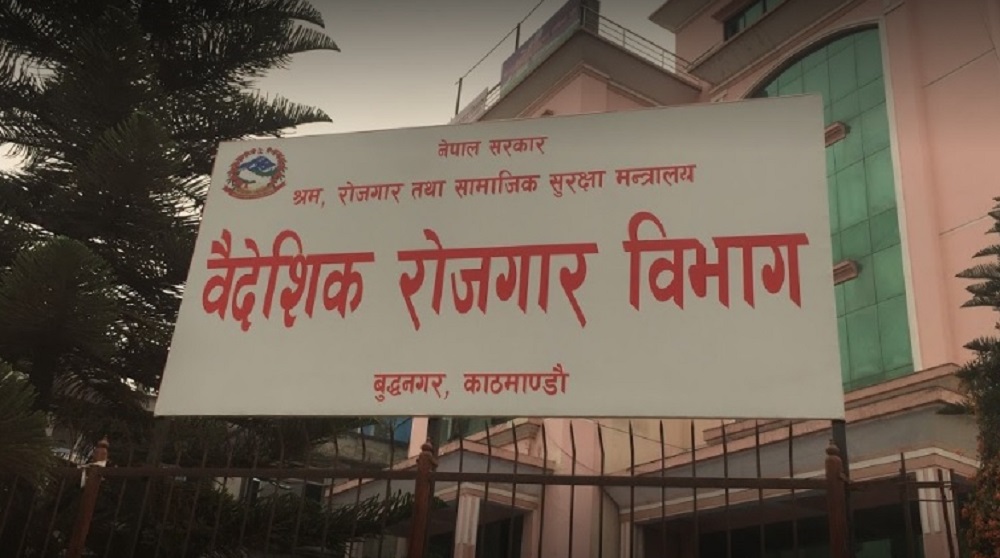 नेपाल सरकार
श्रम, रोजगार तथा सामाजिक सुरक्षा मन्त्रालय
वैदेशिक रोजगार विभाग
बुद्धनगर, काठमाण्डौ